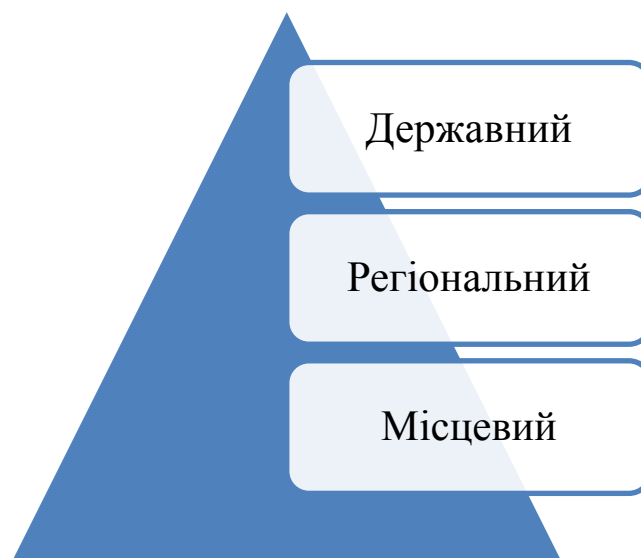 Державний
Регіональний
Місцевий